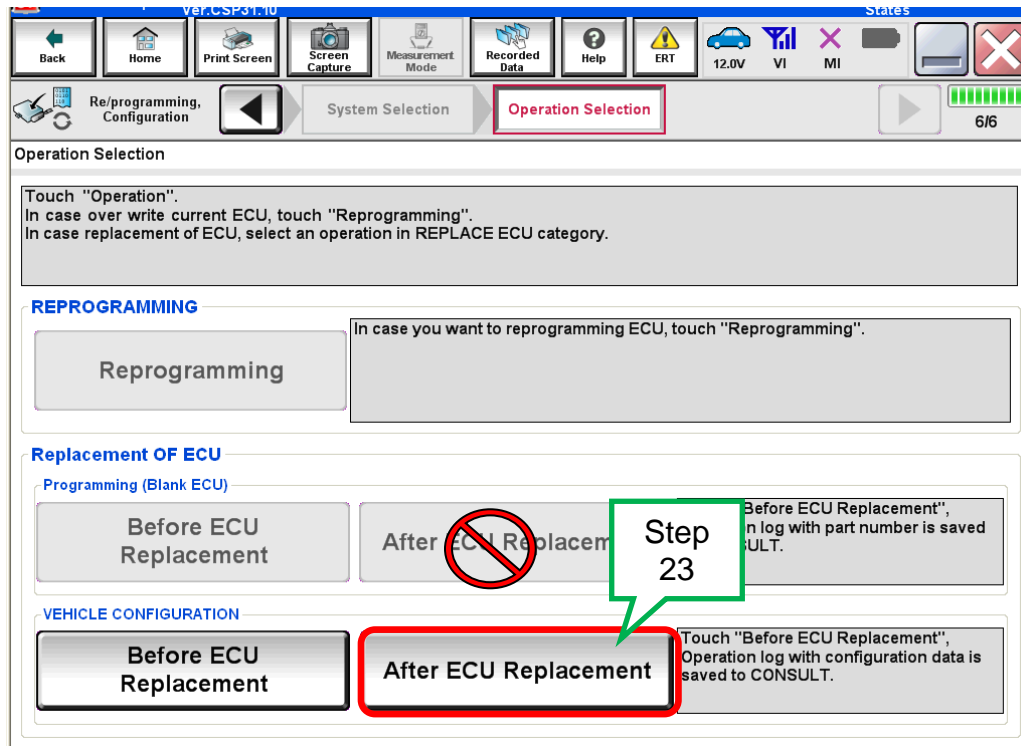 Ver.CSP31.10
States
Back
Home
Print Screen
Screen
Capture
Measurement
Mode
Recorded
Data
Help
ERT
12.0V
VI
MI
Re/programming,
Configuration
System Selection
Operation Selection
6/6
Operation Selection
Touch "Operation".
In case over write current ECU, touch "Reprogramming".
In case replacement of ECU, select an operation in REPLACE ECU category.
REPROGRAMMING
Reprogramming
In case you want to reprogramming ECU, touch "Reprogramming".
Replacement OF ECU
Programming (Blank ECU)
Before ECU
Replacement
After ECU Replacem
Before ECU Replacement",
n log with part number is saved
ULT.
Step
23
VEHICLE CONFIGURATION
Before ECU
Replacement
After ECU Replacement
Touch "Before ECU Replacement",
Operation log with configuration data is
saved to CONSULT.